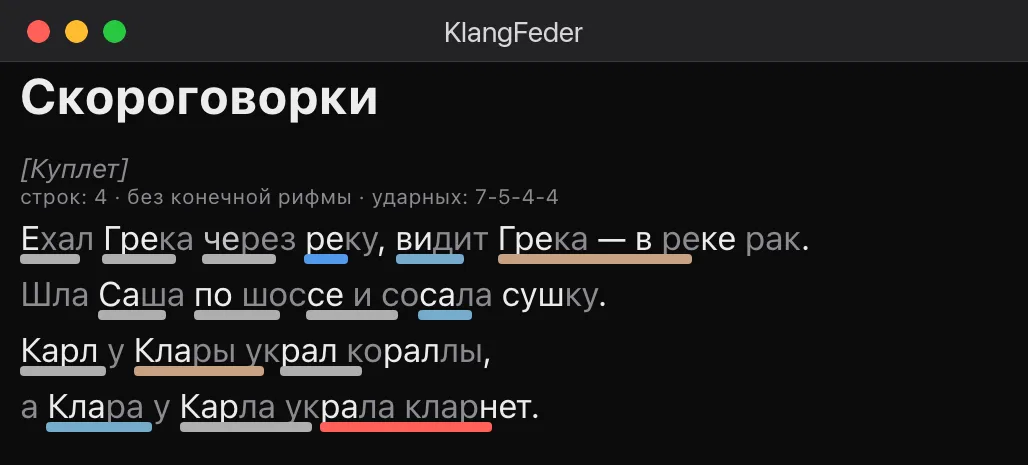 KlangFeder
Скороговорки
[Куплет]
строк: 4 · без конечной рифмы · ударных: 7-5-4-4
Ехал Грека через реку, видит Грека — в реке рак.
Шла Саша по шоссе и сосала сушку.
Карл у Клары украл кораллы,
а Клара у Карла украла кларнет.